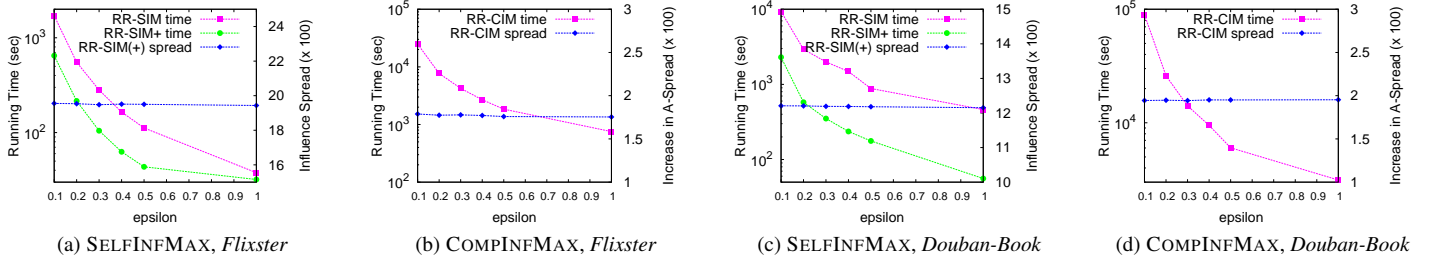 RR-SIM time
RR-SIM+ time
RR-SIM(+) spread
Running Time (sec)
10^3
10^2
25
24
23
22
21
20
19
18
17
16
Influence Spread (x 100)
0.1 0.2 0.3 0.4 0.5 0.6 0.7 0.8 0.9 1
epsilon
(a) SELFINFMAX, Flixster
RR-CIM time
RR-CIM spread
Running Time (sec)
10^5
10^4
10^3
10^2
3
2.5
2
1.5
1
Increase in A-Spread (x 100)
0.1 0.2 0.3 0.4 0.5 0.6 0.7 0.8 0.9 1
epsilon
(b) COMPINFMAX, Flixster
RR-SIM time
RR-SIM+ time
RR-SIM(+) spread
Running Time (sec)
10^4
10^3
10^2
15
14
13
12
11
10
Influence Spread (x 100)
0.1 0.2 0.3 0.4 0.5 0.6 0.7 0.8 0.9 1
epsilon
(c) SELFINFMAX, Douban-Book
RR-CIM time
RR-CIM spread
Running Time (sec)
10^5
10^4
3
2.5
2
1.5
1
Increase in A-Spread (x 100)
0.1 0.2 0.3 0.4 0.5 0.6 0.7 0.8 0.9 1
epsilon
(d) COMPINFMAX, Douban-Book